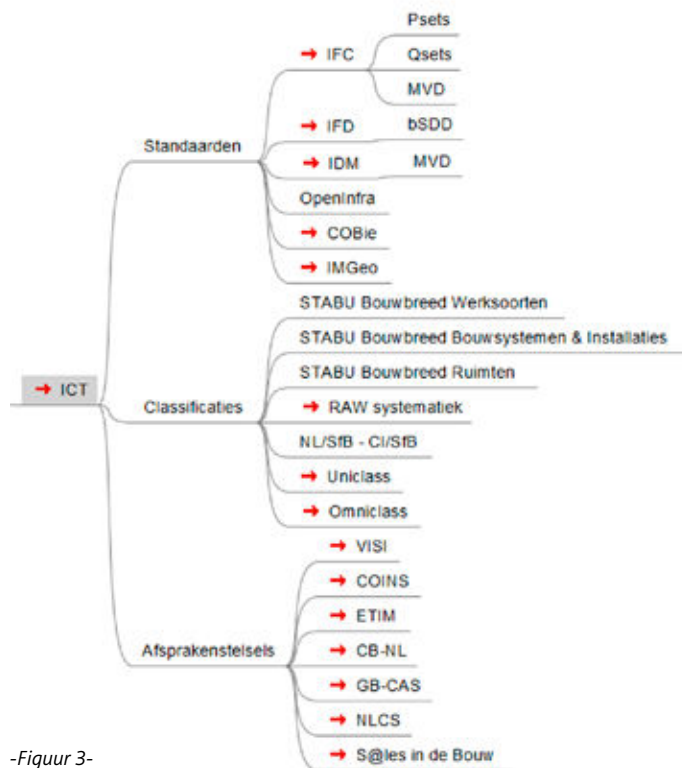 Psets
→ IFC
Qsets
MVD
→ IFD
bSDD
Standaarden
→ IDM
MVD
OpenInfra
→ COBie
→ IMGeo
STABU Bouwbreed Werksoorten
STABU Bouwbreed Bouwsystemen & Installaties
STABU Bouwbreed Ruimten
→ ICT
Classificaties
→ RAW systematiek
NL/SfB - CI/SfB
→ Uniclass
→ Omniclass
→ VISI
→ COINS
→ ETIM
Afsprakenstelsels
→ CB-NL
→ GB-CAS
→ NLCS
→ S@les in de Bouw
-Figuur 3-